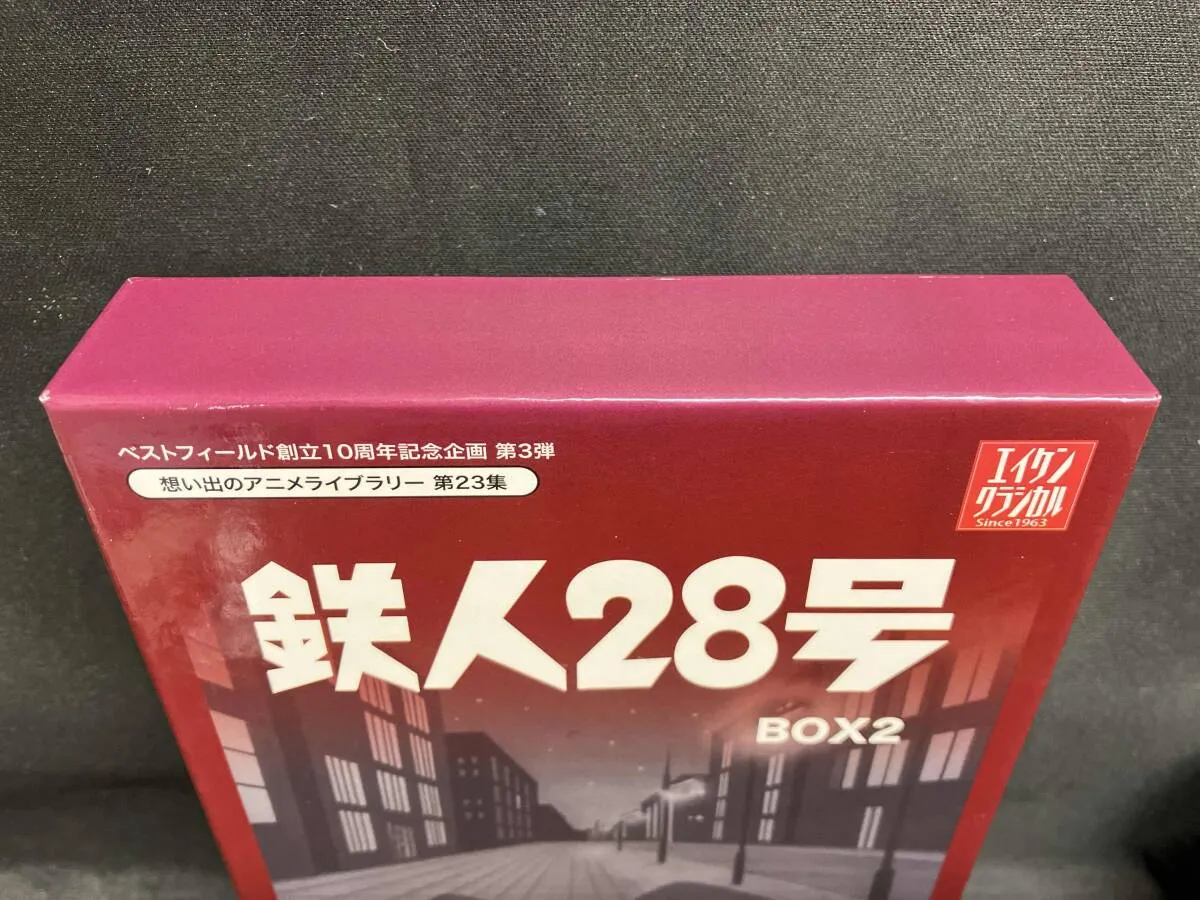 ベストフィールド創立10周年記念企画 第3弾
想い出のアニメライブラリー 第23集
エイケン
クラシカル
Since1963
鉄人28号
BOX2